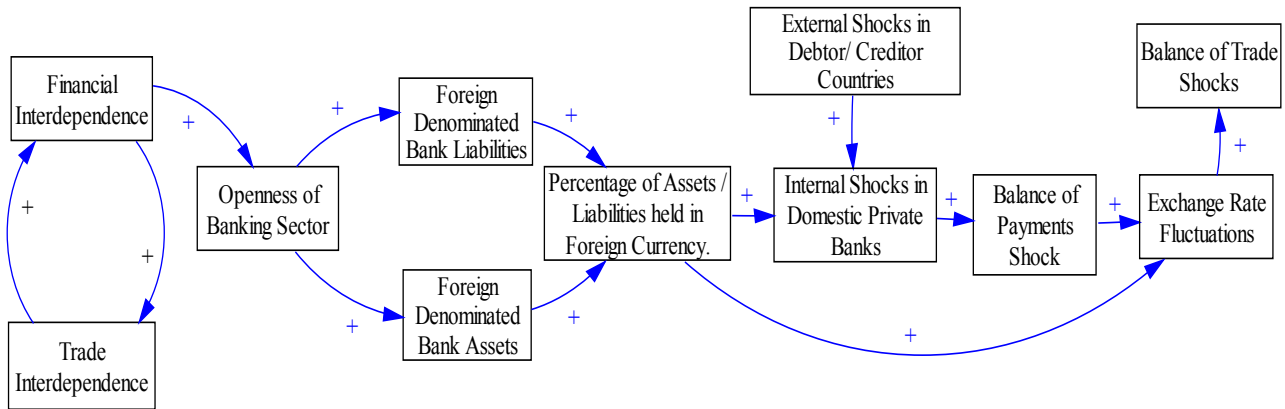 Financial
Interdependence
+
+
+
Trade
Interdependence
Openness of
Banking Sector
+
+
Foreign
Denominated
Bank Liabilities
Foreign
Denominated
Bank Assets
+
+
Percentage of Assets /
Liabilities held in
Foreign Currency.
+
+
External Shocks in
Debtor/ Creditor
Countries
+
Internal Shocks in
Domestic Private
Banks
+
Balance of
Payments
Shock
+
Exchange Rate
Fluctuations
+
Balance of Trade
Shocks